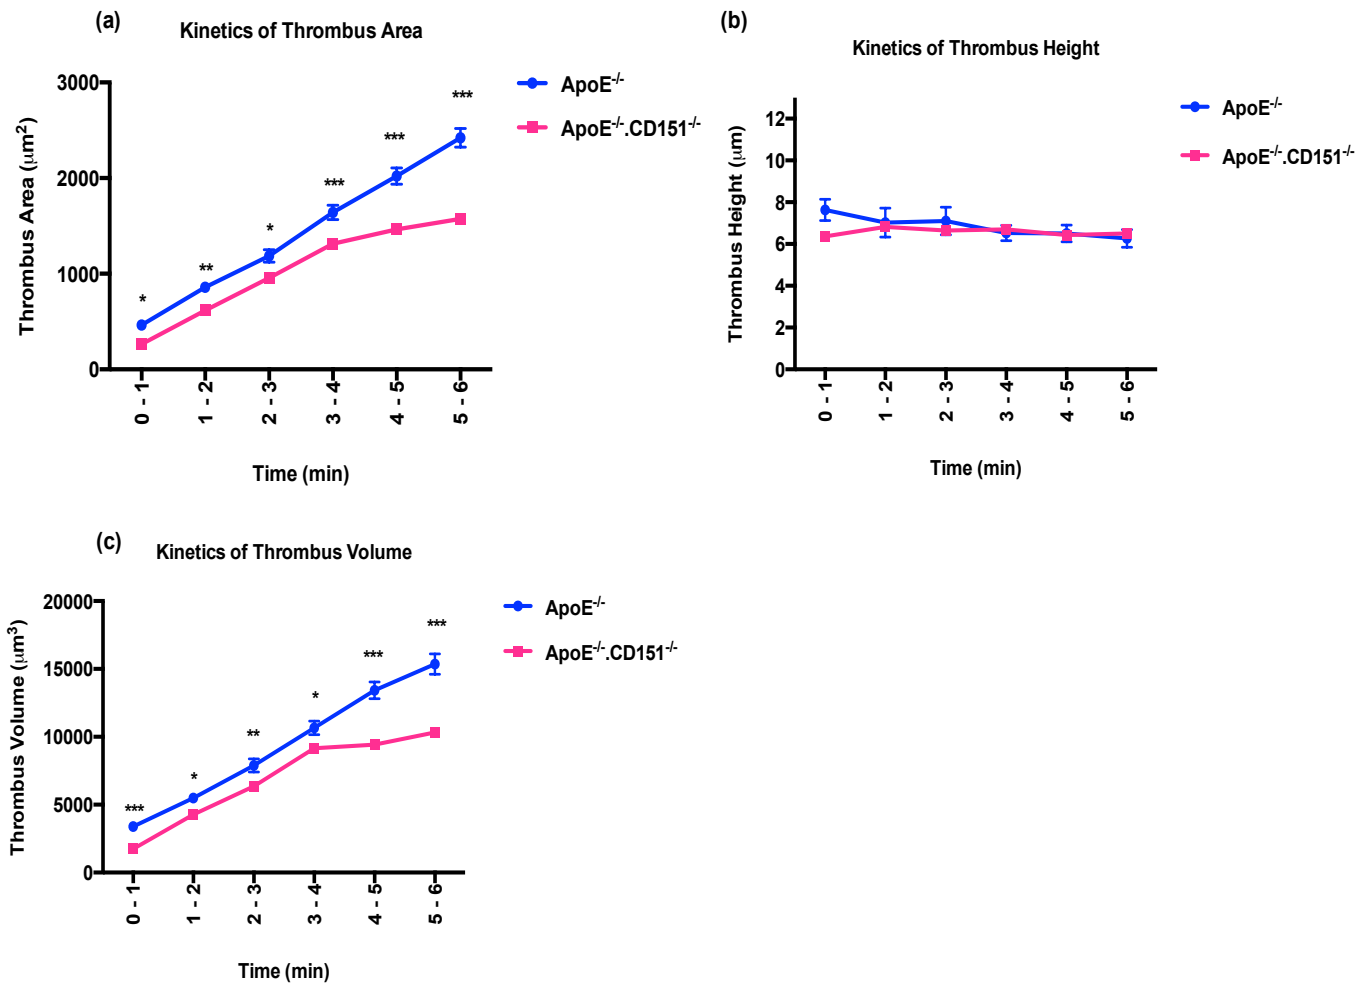 (a)
Kinetics of Thrombus Area
Thrombus Area (μm²)
3000
2000
1000
0
*
**
*
***
***
***
0 - 1
1 - 2
2 - 3
3 - 4
4 - 5
5 - 6
Time (min)
ApoE⁻/⁻
ApoE⁻/⁻.CD151⁻/⁻
(b)
Kinetics of Thrombus Height
Thrombus Height (μm)
12
10
8
6
4
2
0
0 - 1
1 - 2
2 - 3
3 - 4
4 - 5
5 - 6
Time (min)
ApoE⁻/⁻
ApoE⁻/⁻.CD151⁻/⁻
(c)
Kinetics of Thrombus Volume
Thrombus Volume (μm³)
20000
15000
10000
5000
0
***
*
**
*
***
***
0 - 1
1 - 2
2 - 3
3 - 4
4 - 5
5 - 6
Time (min)
ApoE⁻/⁻
ApoE⁻/⁻.CD151⁻/⁻